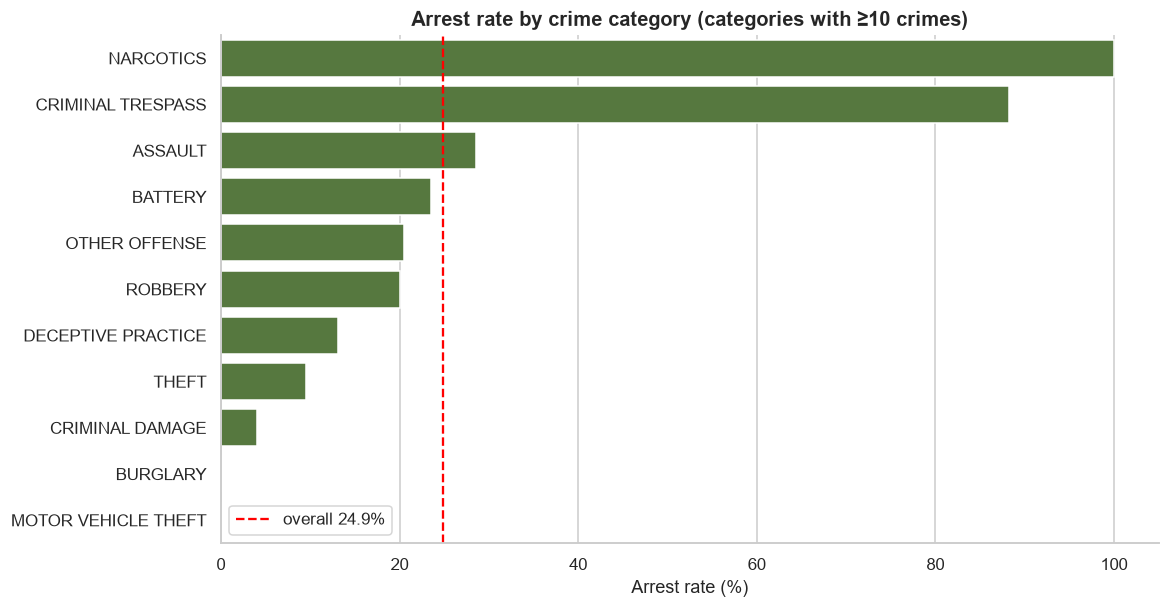 Arrest rate by crime category (categories with ≥10 crimes)
NARCOTICS
CRIMINAL TRESPASS
ASSAULT
BATTERY
OTHER OFFENSE
ROBBERY
DECEPTIVE PRACTICE
THEFT
CRIMINAL DAMAGE
BURGLARY
MOTOR VEHICLE THEFT
overall 24.9%
0 20 40 60 80 100
Arrest rate (%)